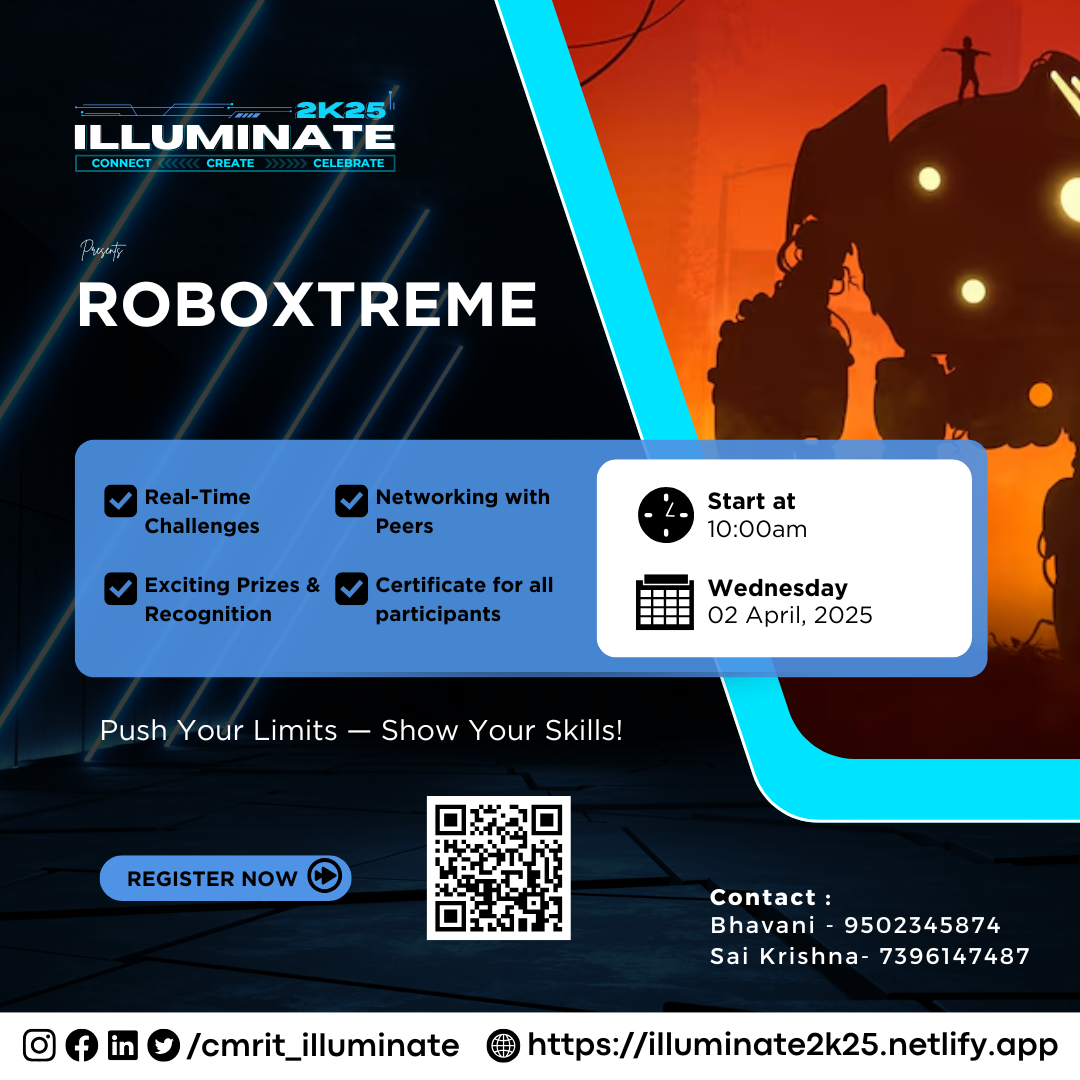 2K25
ILLUMINATE
CONNECT <<<<< CREATE >>>>> CELEBRATE
Presents
ROBOXTREME
Real-Time
Challenges
Networking with
Peers
Exciting Prizes &
Recognition
Certificate for all
participants
Start at
10:00am
Wednesday
02 April, 2025
Push Your Limits — Show Your Skills!
REGISTER NOW
Contact :
Bhavani - 9502345874
Sai Krishna- 7396147487
/cmrit_illuminate
https://illuminate2k25.netlify.app